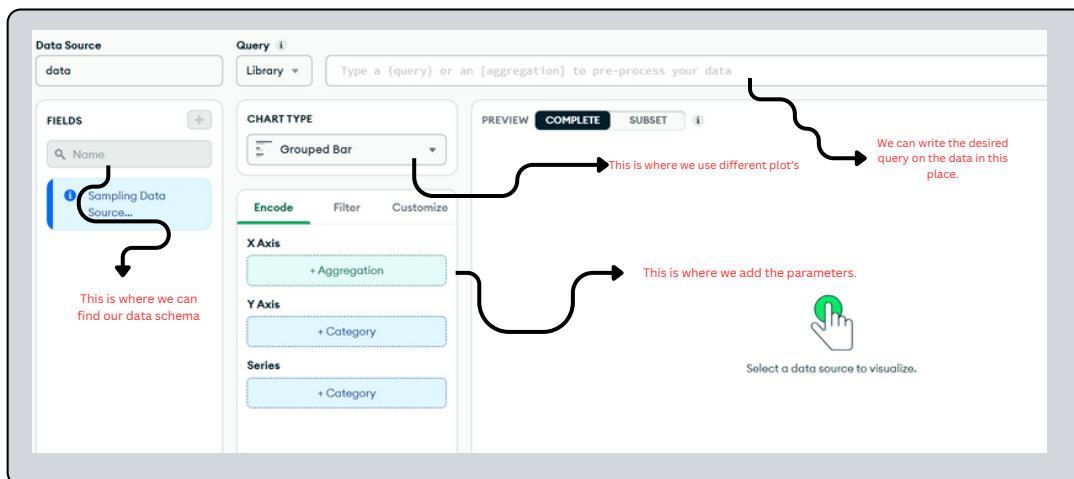 Data Source
data
Query i
Library
Type a {query} or an [aggregation] to pre-process your data
FIELDS
+
Name
i Sampling Data
Source...
This is where we can
find our data schema
CHART TYPE
Grouped Bar
Encode Filter Customize
X Axis
+ Aggregation
Y Axis
+ Category
Series
+ Category
PREVIEW COMPLETE SUBSET i
This is where we use different plot's
We can write the desired
query on the data in this
place.
This is where we add the parameters.
Select a data source to visualize.